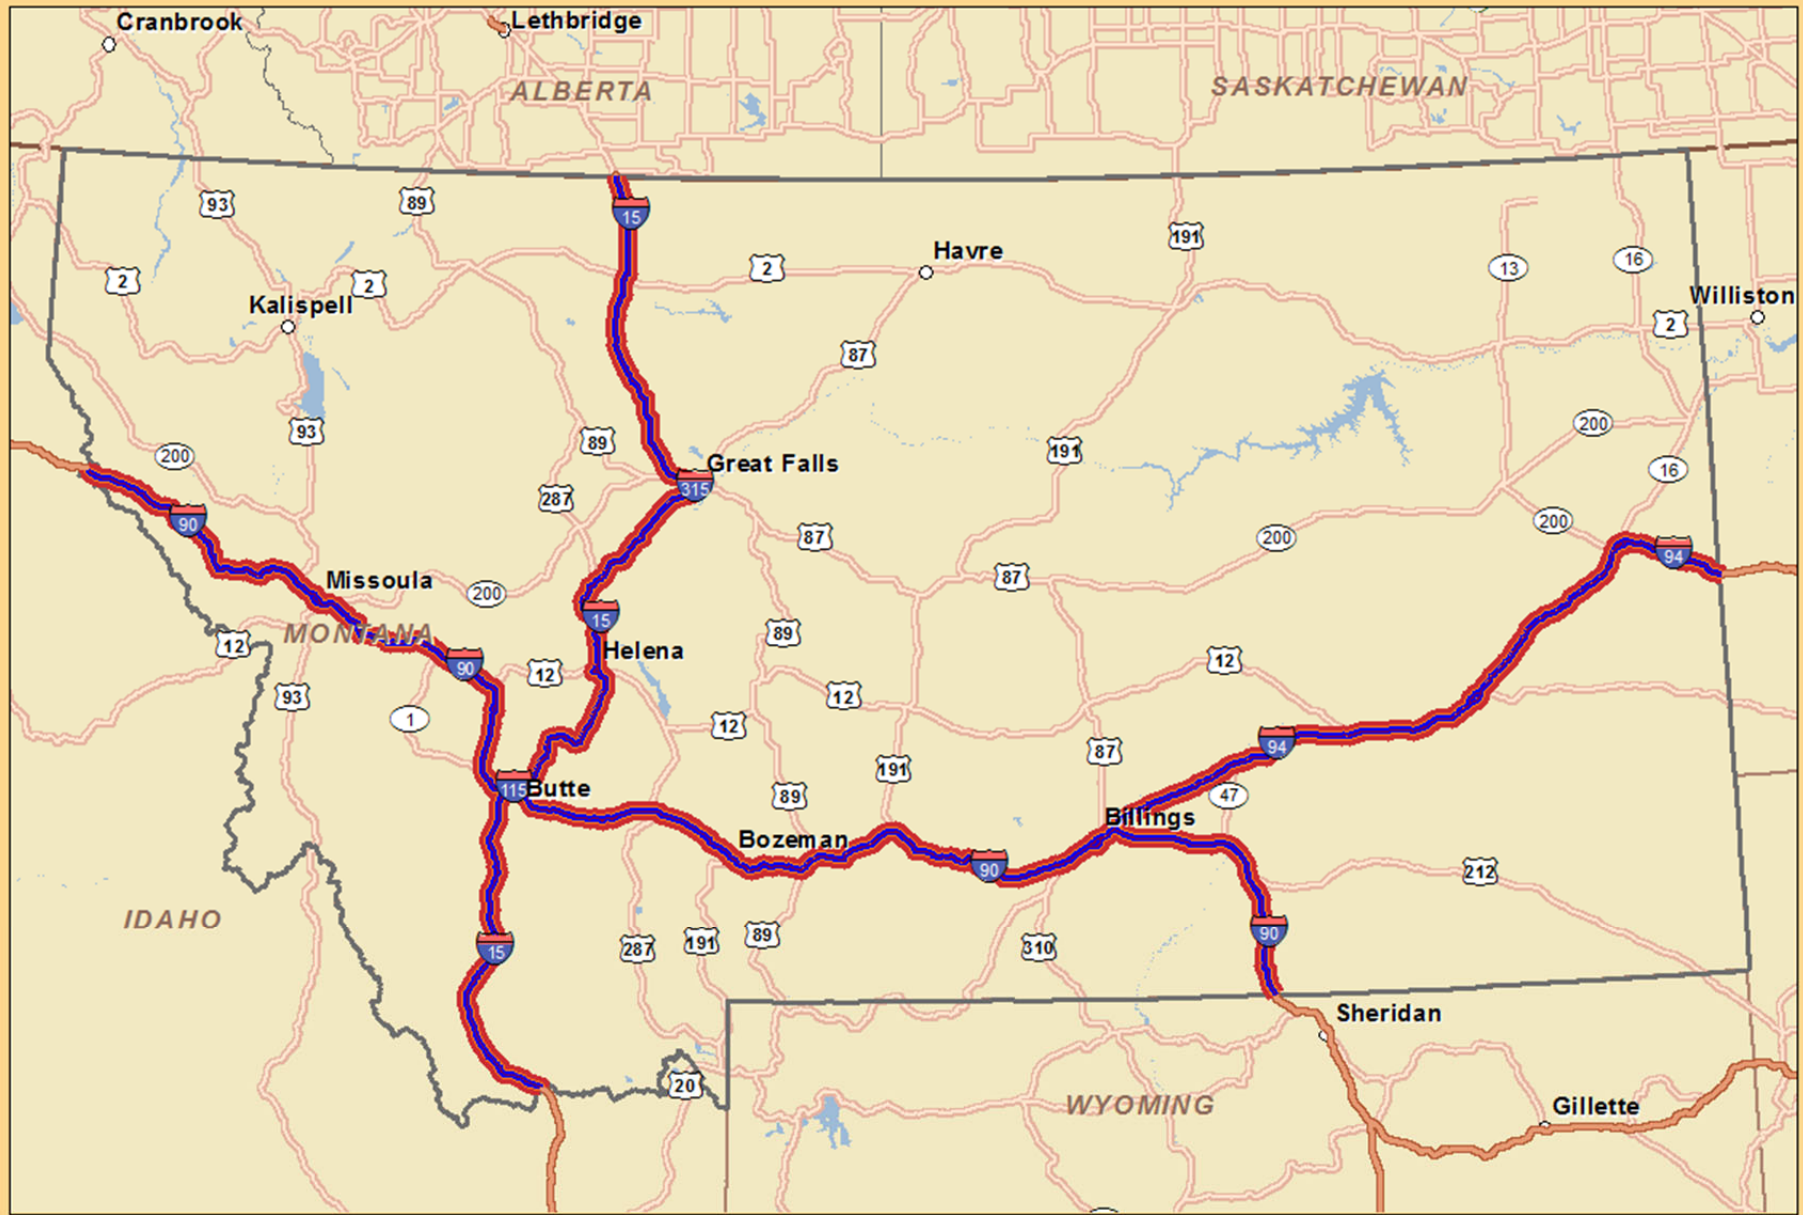 Cranbrook
Lethbridge
ALBERTA
SASKATCHEWAN
93
89
15
191
2
Havre
13
16
2
2
Kalispell
Williston
2
87
93
200
89
191
200
Great Falls
16
315
287
90
87
200
200
Missoula
87
200
15
MONTANA
89
12
Helena
90
12
12
93
12
1
12
94
94
87
191
115
Butte
89
47
Billings
Bozeman
90
212
IDAHO
90
15
287
191
89
310
Sheridan
20
WYOMING
Gillette